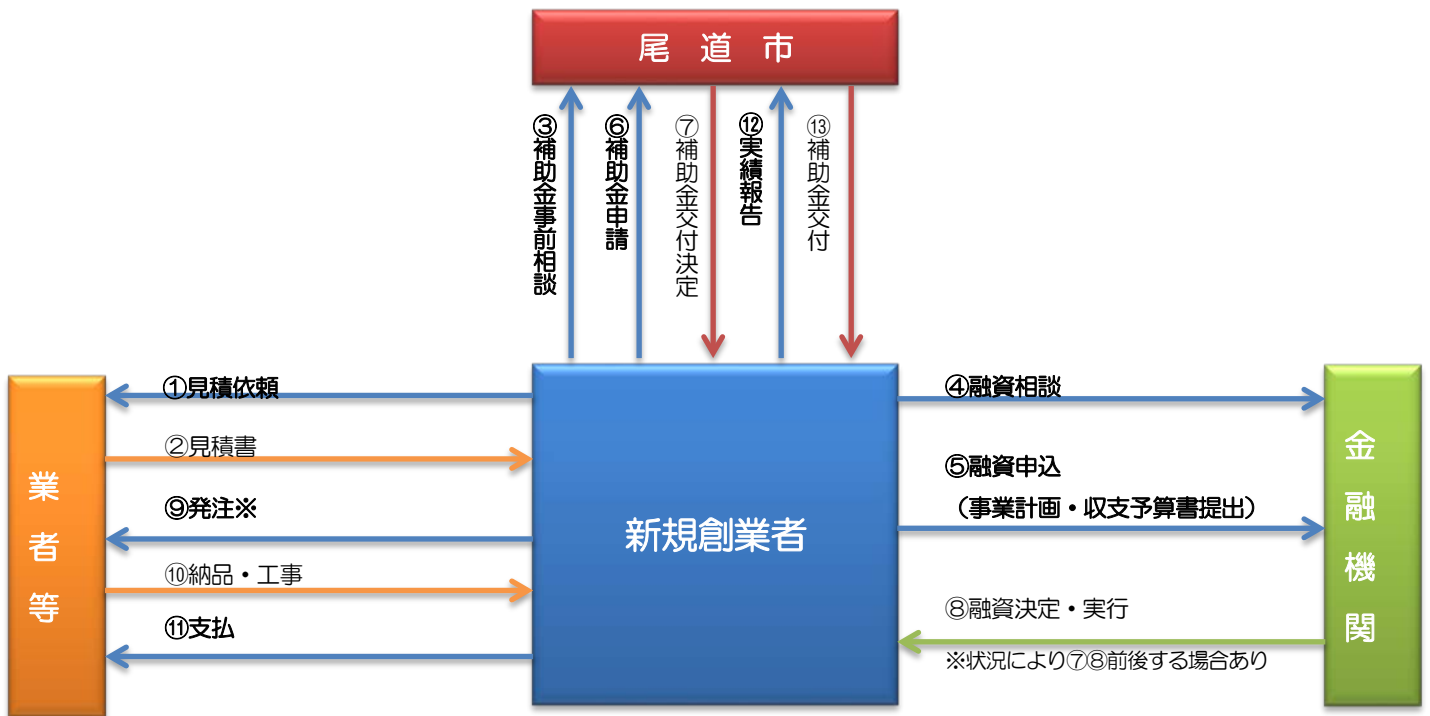 尾道市
③補助金事前相談
⑥補助金申請
⑦補助金交付決定
⑫実績報告
⑬補助金交付
業者等
①見積依頼
②見積書
⑨発注※
⑩納品・工事
⑪支払
新規創業者
④融資相談
⑤融資申込
（事業計画・収支予算書提出）
⑧融資決定・実行
※状況により⑦⑧前後する場合あり
金融機関